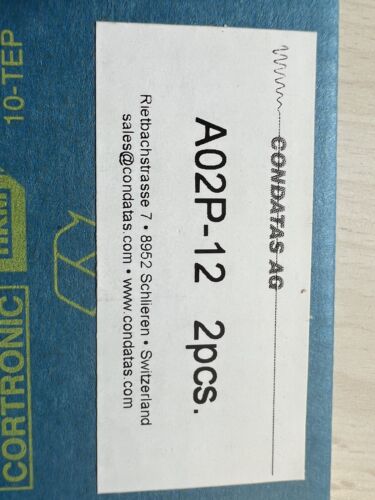 CONDATAS AG
A02P-12 2pcs.
Rietbachstrasse 7 • 8952 Schlieren • Switzerland
sales@condatas.com • www.condatas.com
10-TEP
CORTRONIC